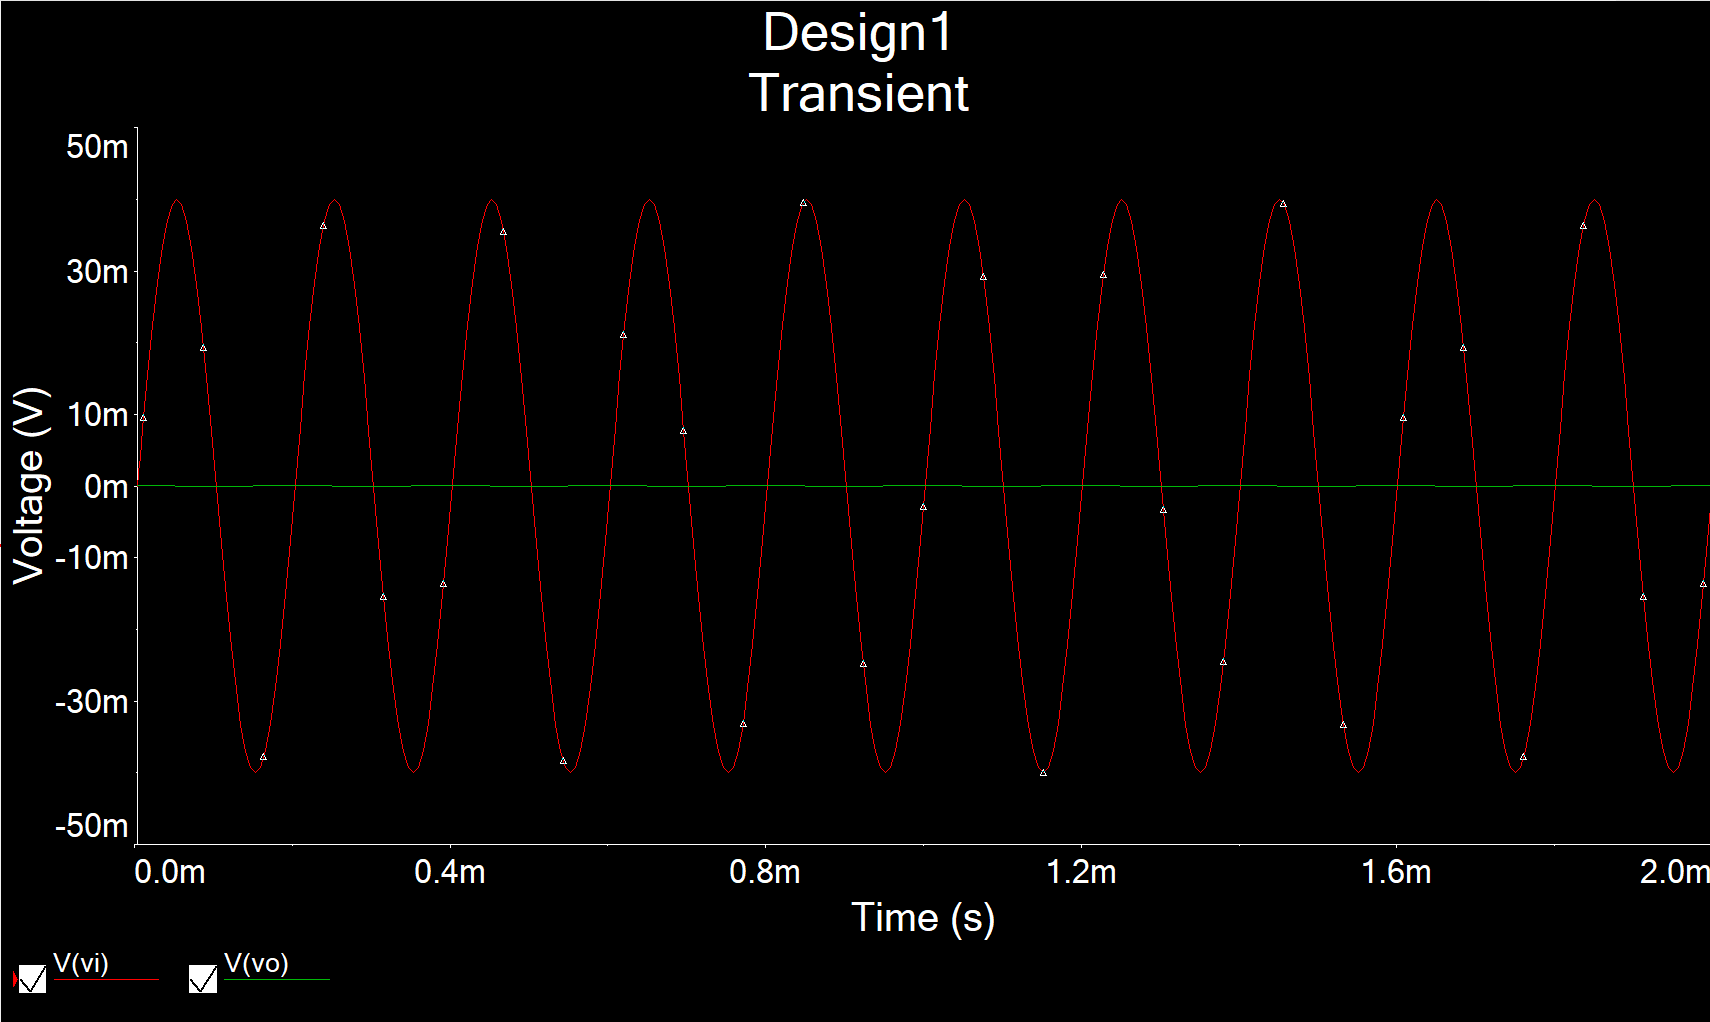 Design1
Transient
Voltage (V)
50m
30m
10m
0m
-10m
-30m
-50m
0.0m 0.4m 0.8m 1.2m 1.6m 2.0m
Time (s)
V(vi) V(vo)